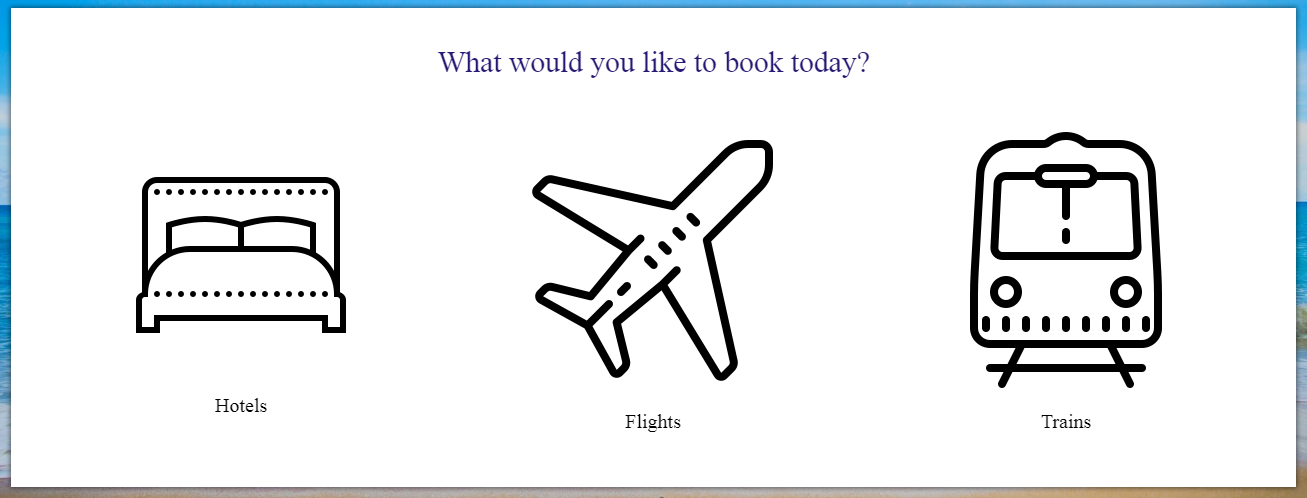 What would you like to book today?
Hotels
Flights
Trains